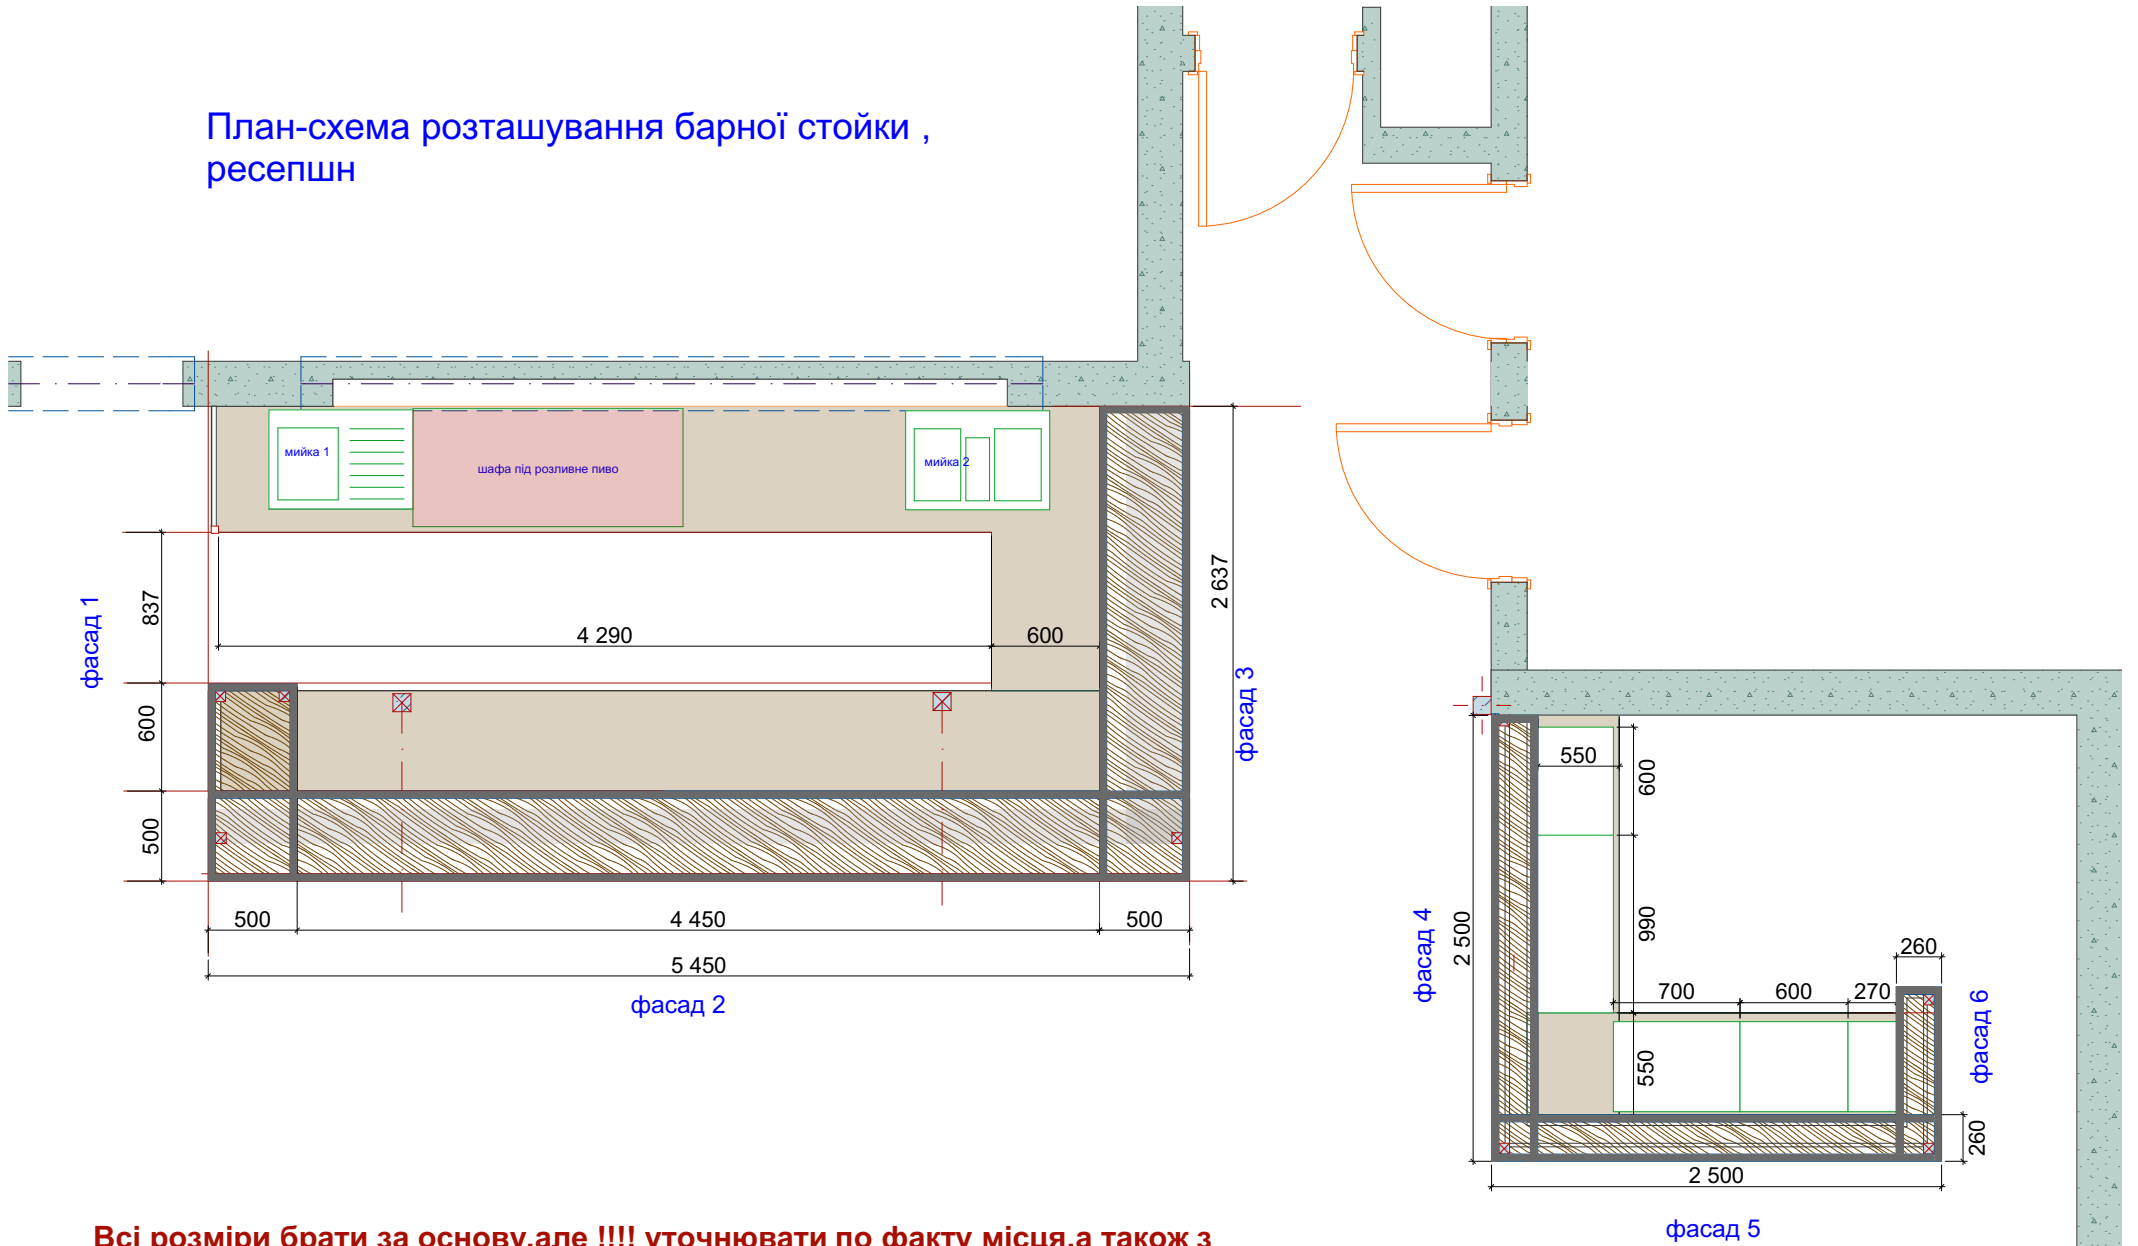 План-схема розташування барної стойки ,
ресепшн
мийка 1
шафа під розливне пиво
мийка 2
фасад 1
837
600
500
4 290
600
2 637
фасад 3
500
4 450
500
5 450
фасад 2
550
600
990
фасад 4
2 500
700
600
270
260
550
фасад 6
260
2 500
фасад 5
Всі розміри брати за основу,але !!!! уточнювати по факту місця,а також з